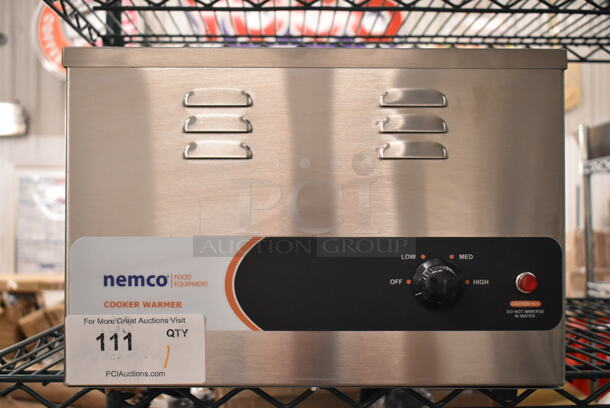 PCI
AUCTION GROUP
nemco
FOOD
EQUIPMENT
COOKER WARMER
LOW
MED
OFF
HIGH
CAUTION HOT
DO NOT IMMERSE
IN WATER
For More Great Auctions Visit
111
QTY
1
PCIAuctions.com